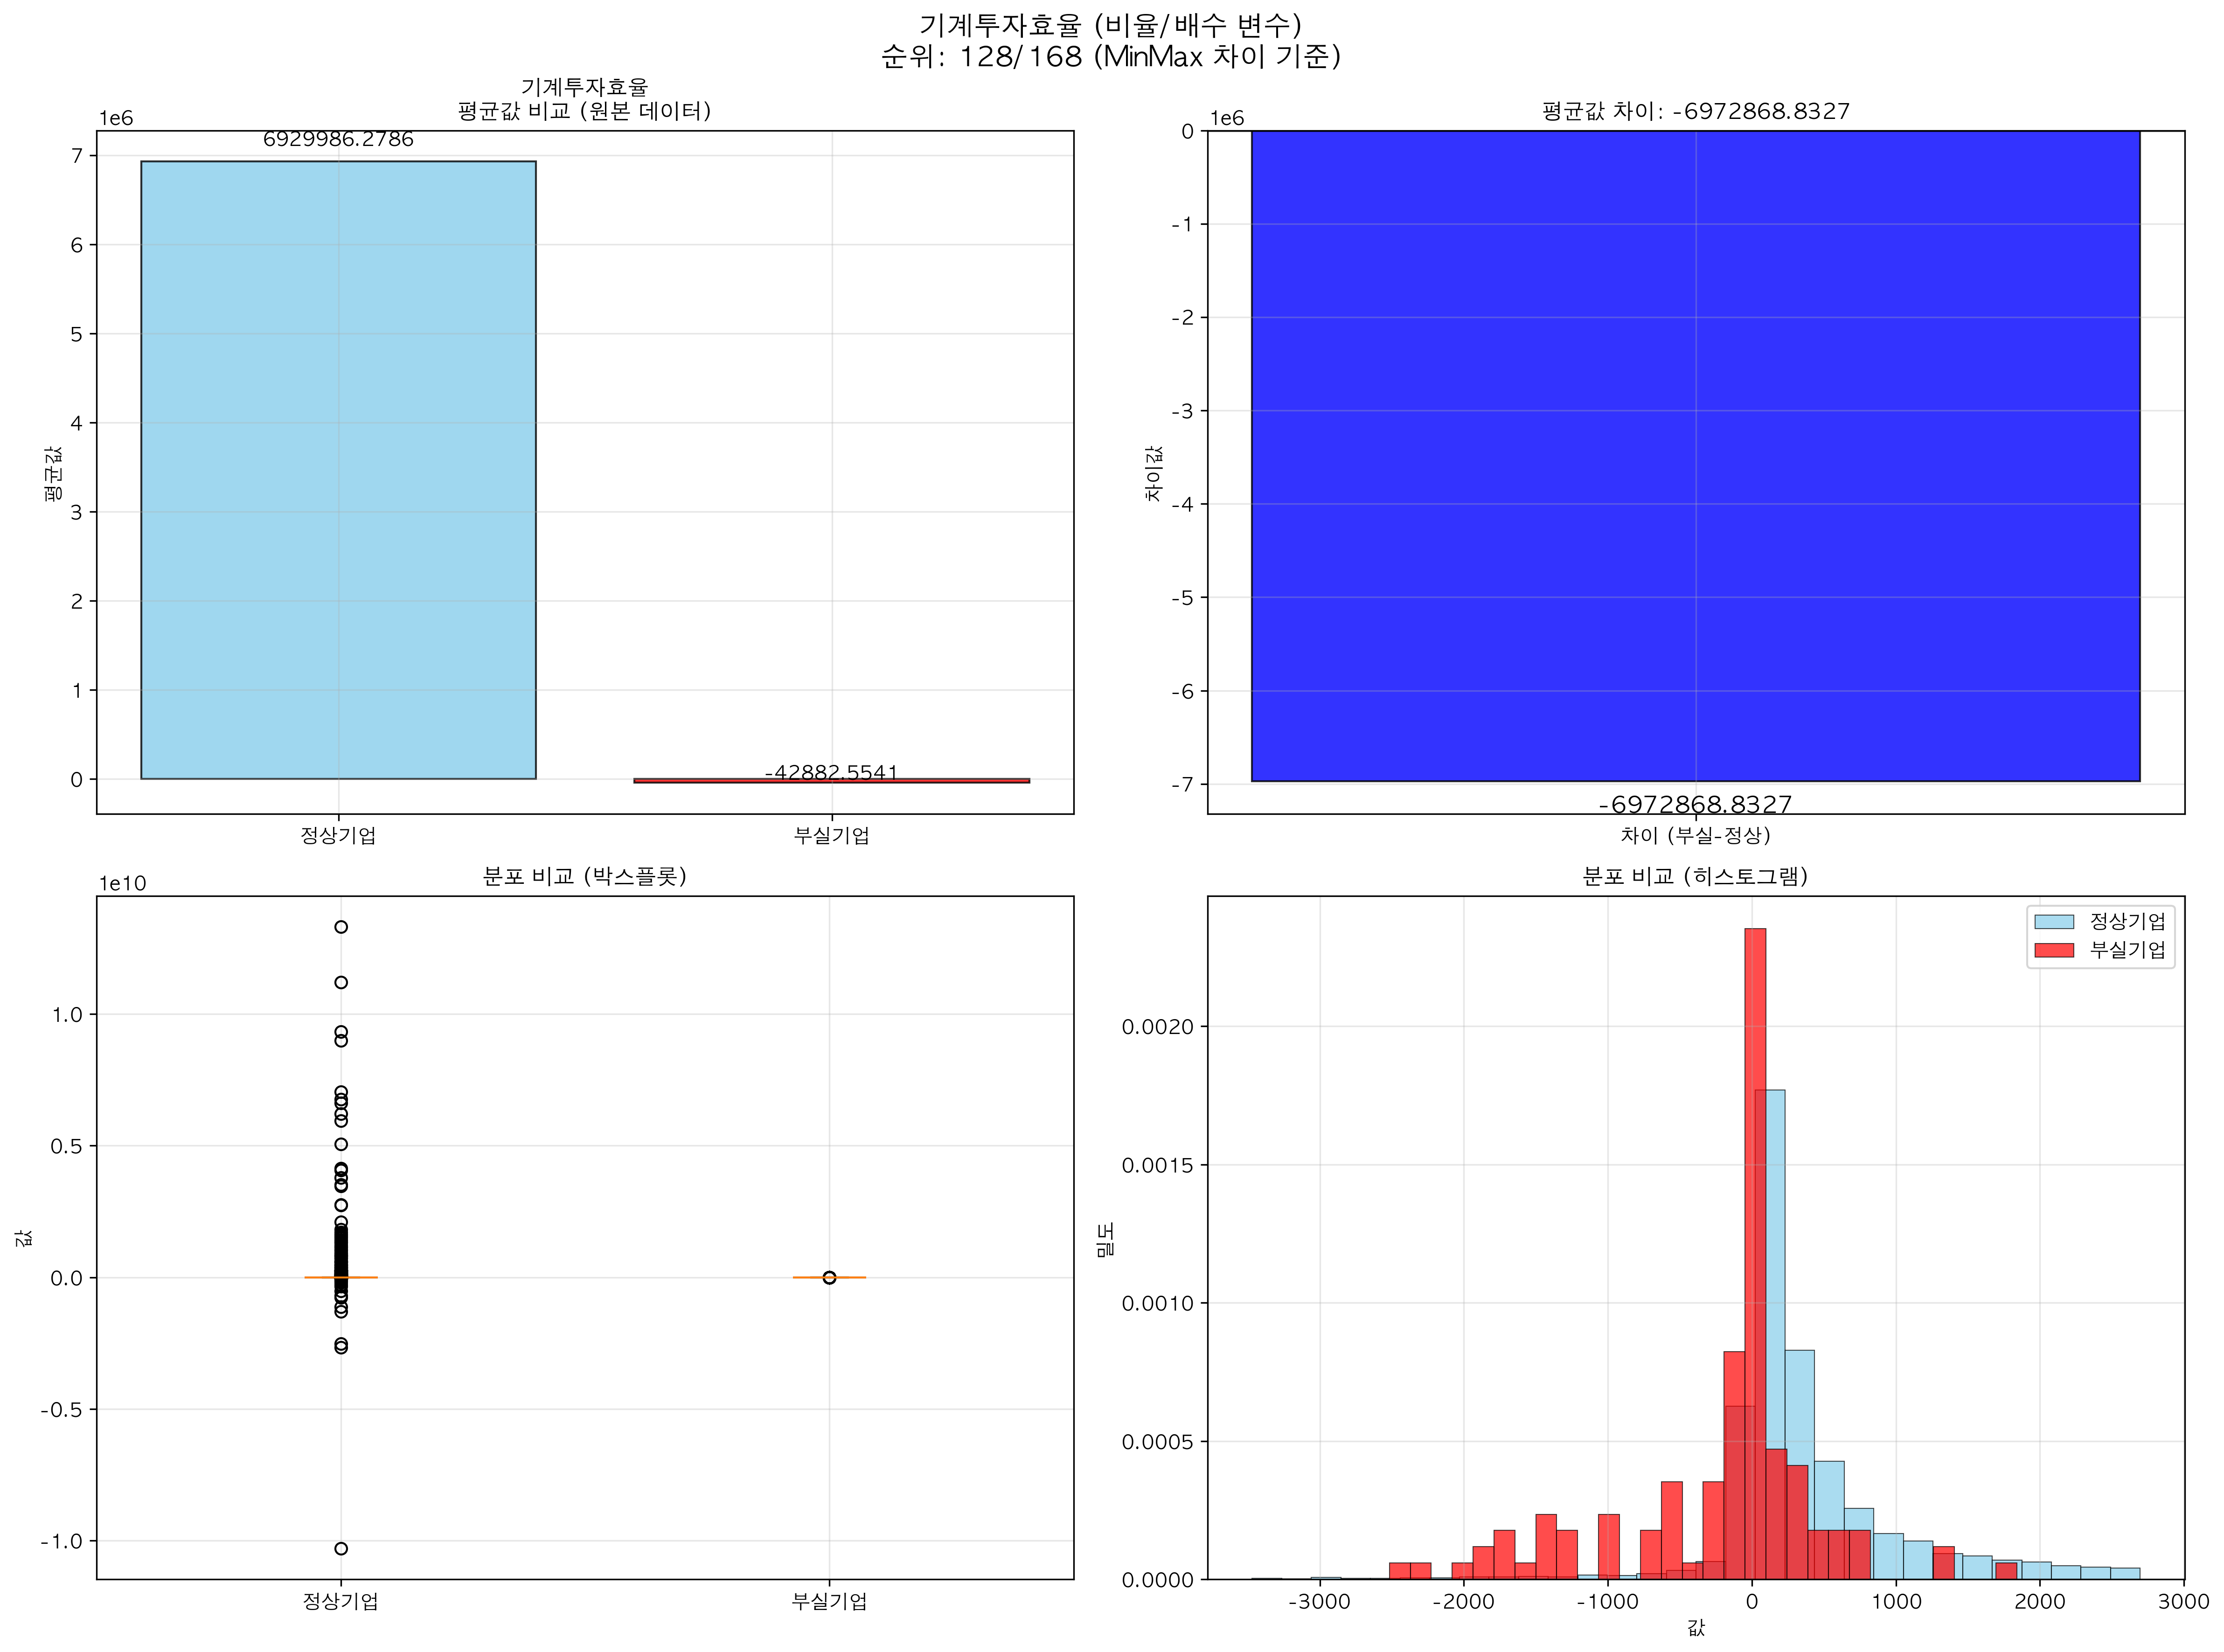 기계투자효율 (비율/배수 변수)
순위: 128/168 (MinMax 차이 기준)
기계투자효율
평균값 비교 (원본 데이터)
1e6
6929986.2786
7
6
5
4
3
2
1
0
평균값
-42882.5541
정상기업
부실기업
평균값 차이: -6972868.8327
1e6
0
-1
-2
-3
-4
-5
-6
-7
차이값
-6972868.8327
차이 (부실-정상)
분포 비교 (박스플롯)
1e10
1.0
0.5
0.0
-0.5
-1.0
값
정상기업
부실기업
분포 비교 (히스토그램)
정상기업
부실기업
0.0020
0.0015
0.0010
0.0005
0.0000
밀도
-3000
-2000
-1000
0
1000
2000
3000
값